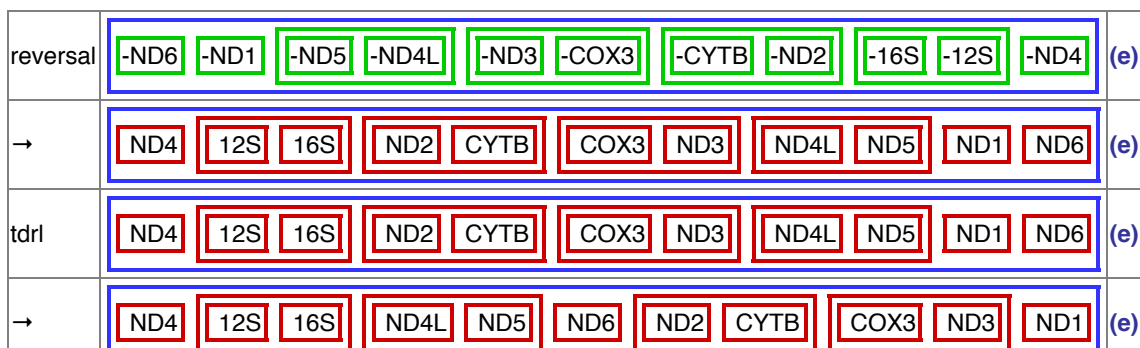 reversal -ND6 -ND1 -ND5 -ND4L -ND3 -COX3 -CYTB -ND2 -16S -12S -ND4 (e)
→ ND4 12S 16S ND2 CYTB COX3 ND3 ND4L ND5 ND1 ND6 (e)
tdrl ND4 12S 16S ND2 CYTB COX3 ND3 ND4L ND5 ND1 ND6 (e)
→ ND4 12S 16S ND4L ND5 ND6 ND2 CYTB COX3 ND3 ND1 (e)